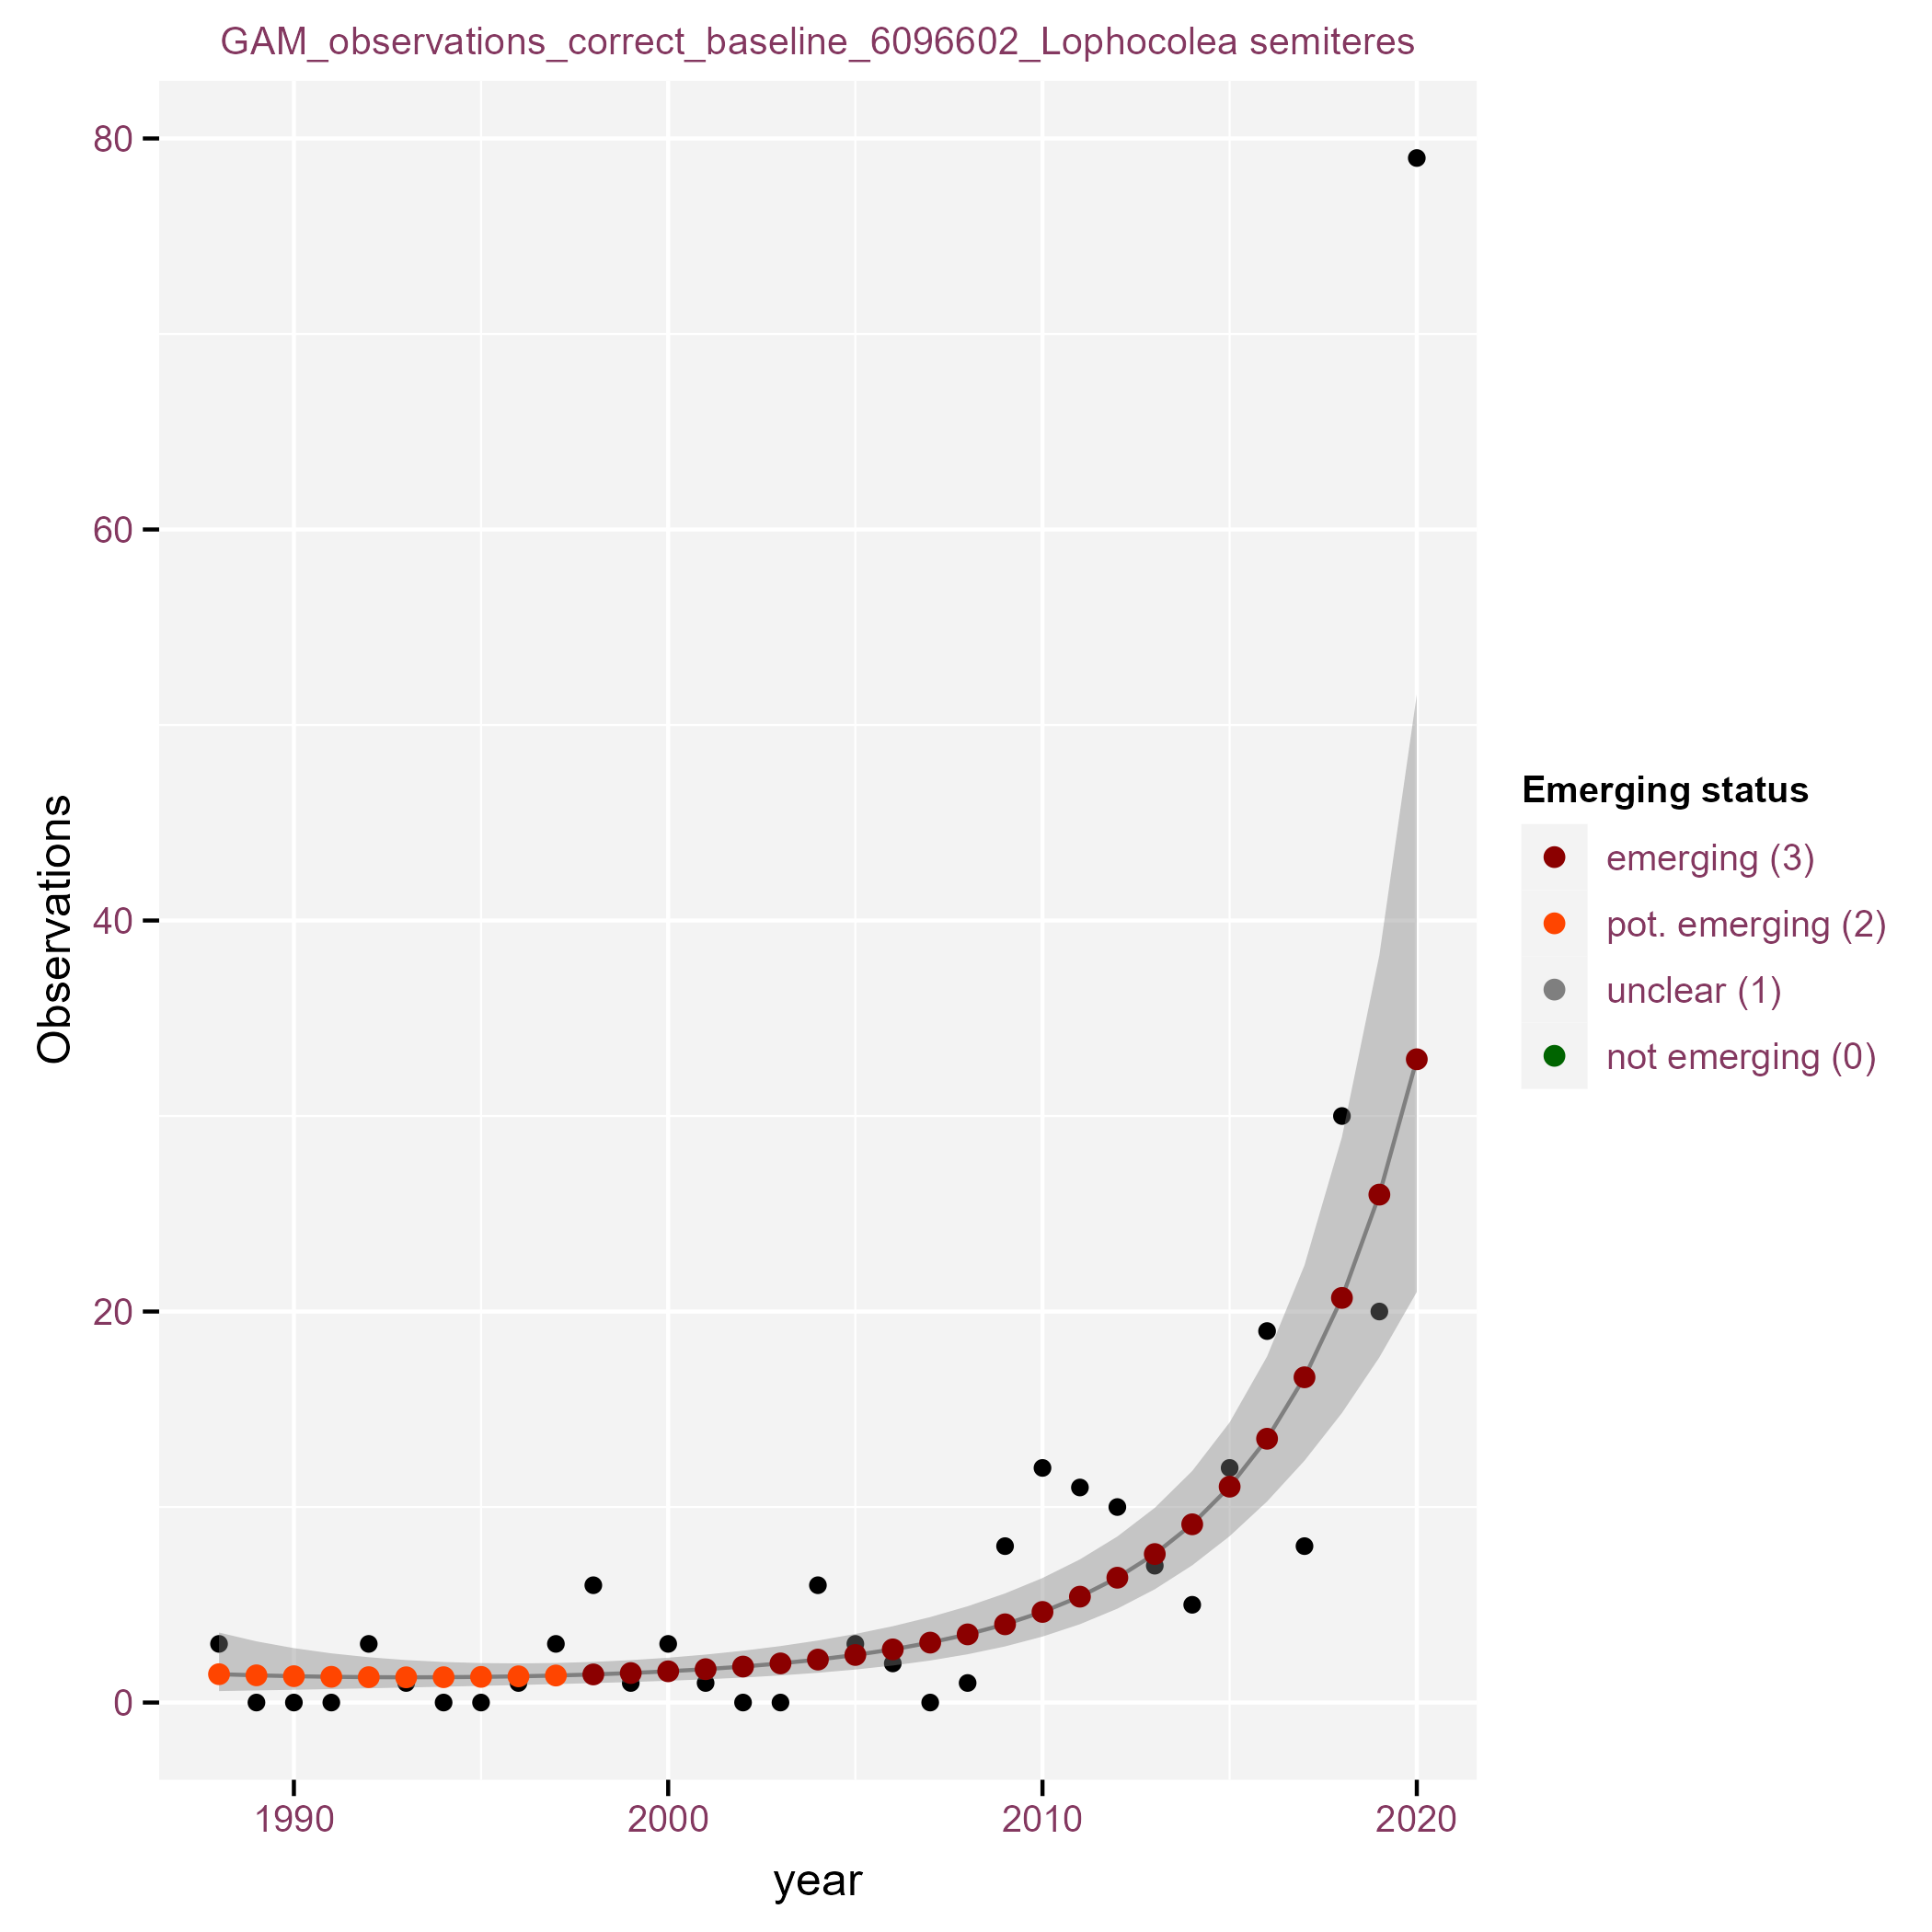 GAM_observations_correct_baseline_6096602_Lophocolea semiteres
80
60
40
20
0
Observations
1990
2000
2010
2020
year
Emerging status
emerging (3)
pot. emerging (2)
unclear (1)
not emerging (0)